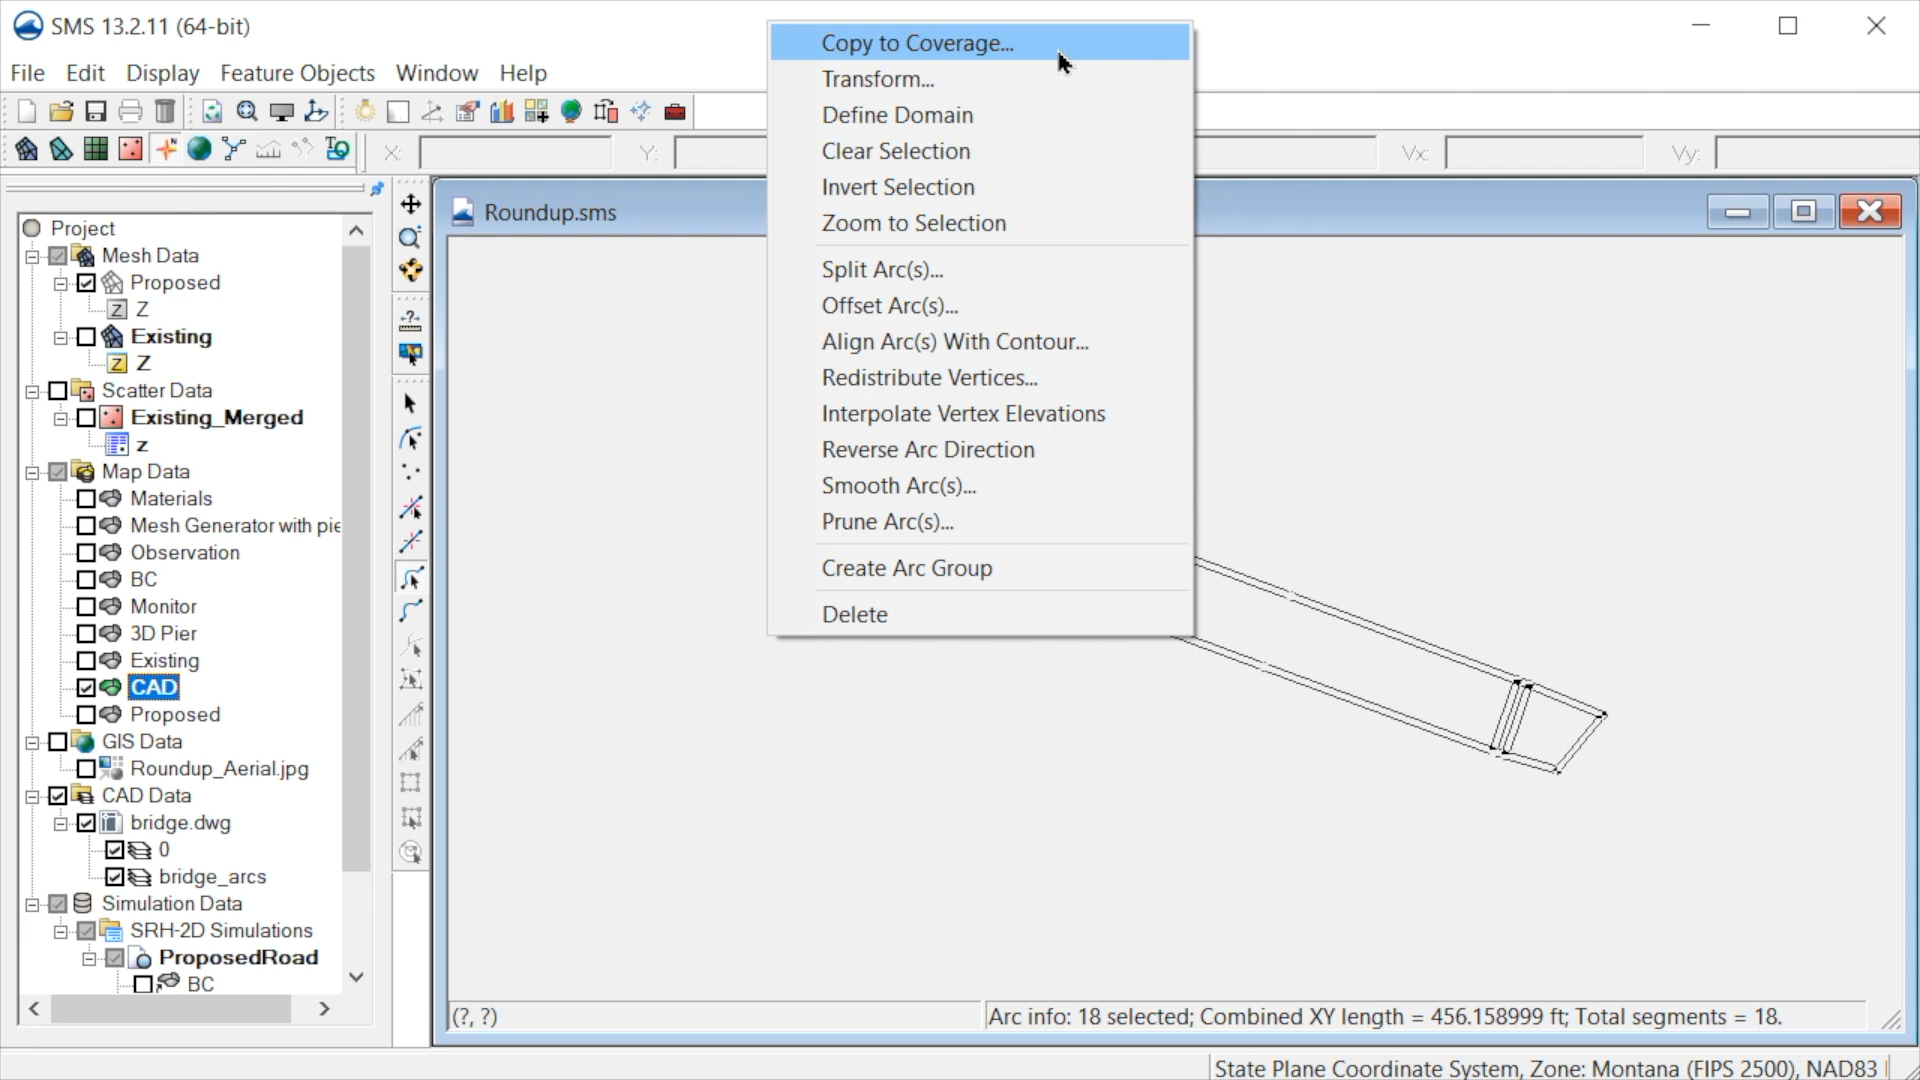 SMS 13.2.11 (64-bit)
File Edit Display Feature Objects Window Help
X: Y: Vx: Vy:
Roundup.sms
Project
Mesh Data
Proposed
Z
Existing
Z
Scatter Data
Existing_Merged
z
Map Data
Materials
Mesh Generator with pie
Observation
BC
Monitor
3D Pier
Existing
CAD
Proposed
GIS Data
Roundup_Aerial.jpg
CAD Data
bridge.dwg
0
bridge_arcs
Simulation Data
SRH-2D Simulations
ProposedRoad
BC
Copy to Coverage...
Transform...
Define Domain
Clear Selection
Invert Selection
Zoom to Selection
Split Arc(s)...
Offset Arc(s)...
Align Arc(s) With Contour...
Redistribute Vertices...
Interpolate Vertex Elevations
Reverse Arc Direction
Smooth Arc(s)...
Prune Arc(s)...
Create Arc Group
Delete
(?, ?)
Arc info: 18 selected; Combined XY length = 456.158999 ft; Total segments = 18.
State Plane Coordinate System, Zone: Montana (FIPS 2500), NAD83